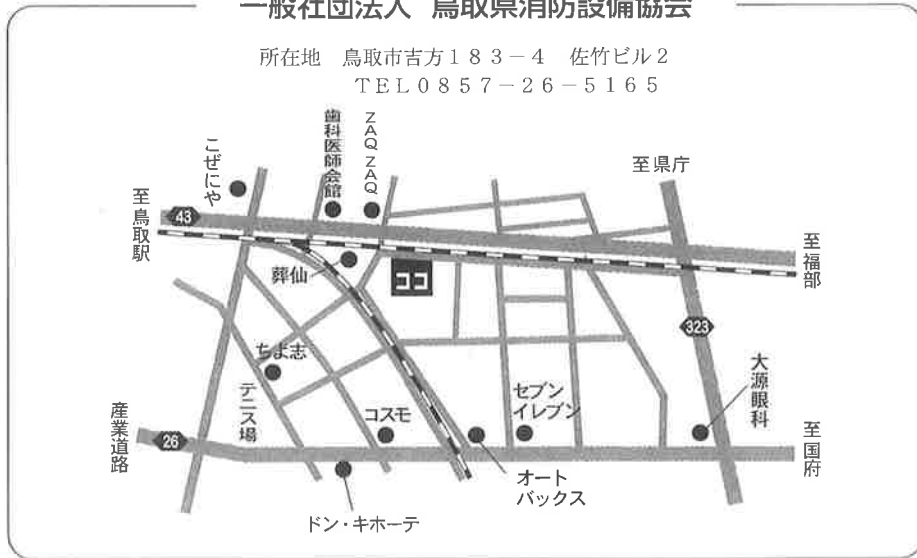 一般社団法人 鳥取県消防設備協会
所在地 鳥取市吉方183-4 佐竹ビル2
TEL0857-26-5165
こぜにや
歯科医師会館
ZAQ ZAQ
至県庁
至鳥取駅
43
至福部
葬仙
ココ
323
ちよ志
テニス場
コスモ
セブン
イレブン
大源眼科
産業道路
26
至国府
オート
バックス
ドン・キホーテ